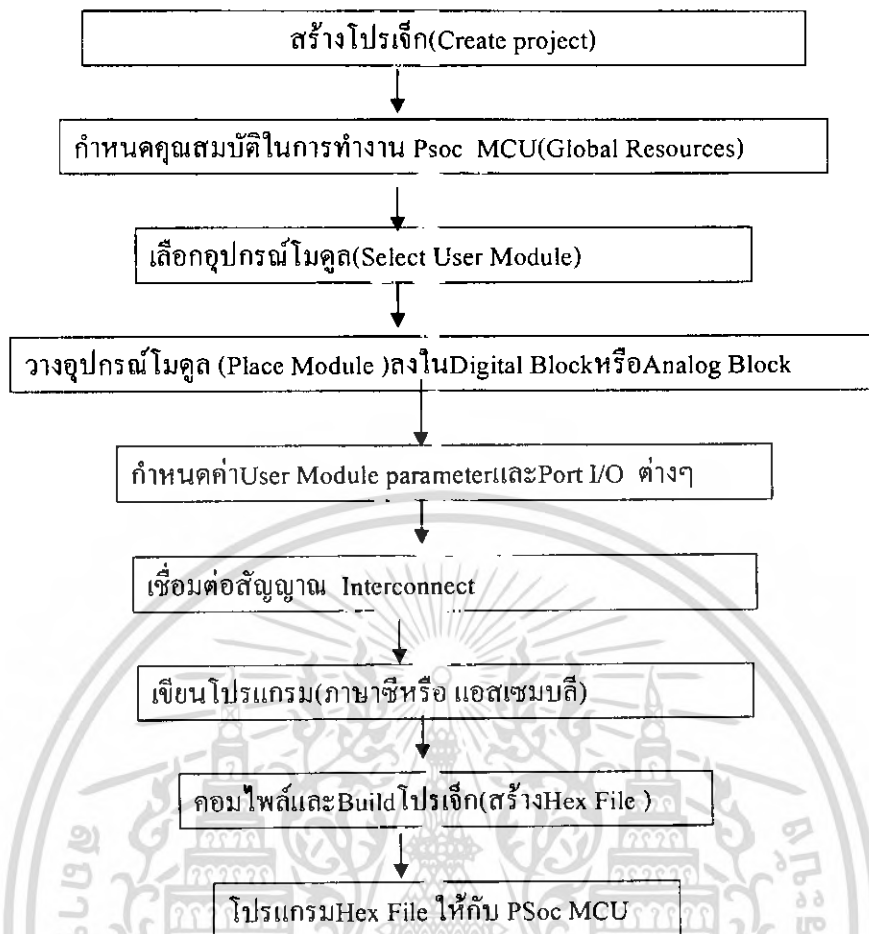 สร้างโปรเจ็ก(Create project)
กำหนดคุณสมบัติในการทำงาน Psoc MCU(Global Resources)
เลือกอุปกรณ์โมดูล(Select User Module)
วางอุปกรณ์โมดูล (Place Module )ลงในDigital BlockหรือAnalog Block
กำหนดค่าUser Module parameterและPort I/O ต่างๆ
เชื่อมต่อสัญญาณ Interconnect
เขียนโปรแกรม(ภาษาซีหรือ แอสเซมบลี)
คอมไพล์และBuildโปรเจ็ก(สร้างHex File )
โปรแกรมHex File ให้กับ PSoc MCU